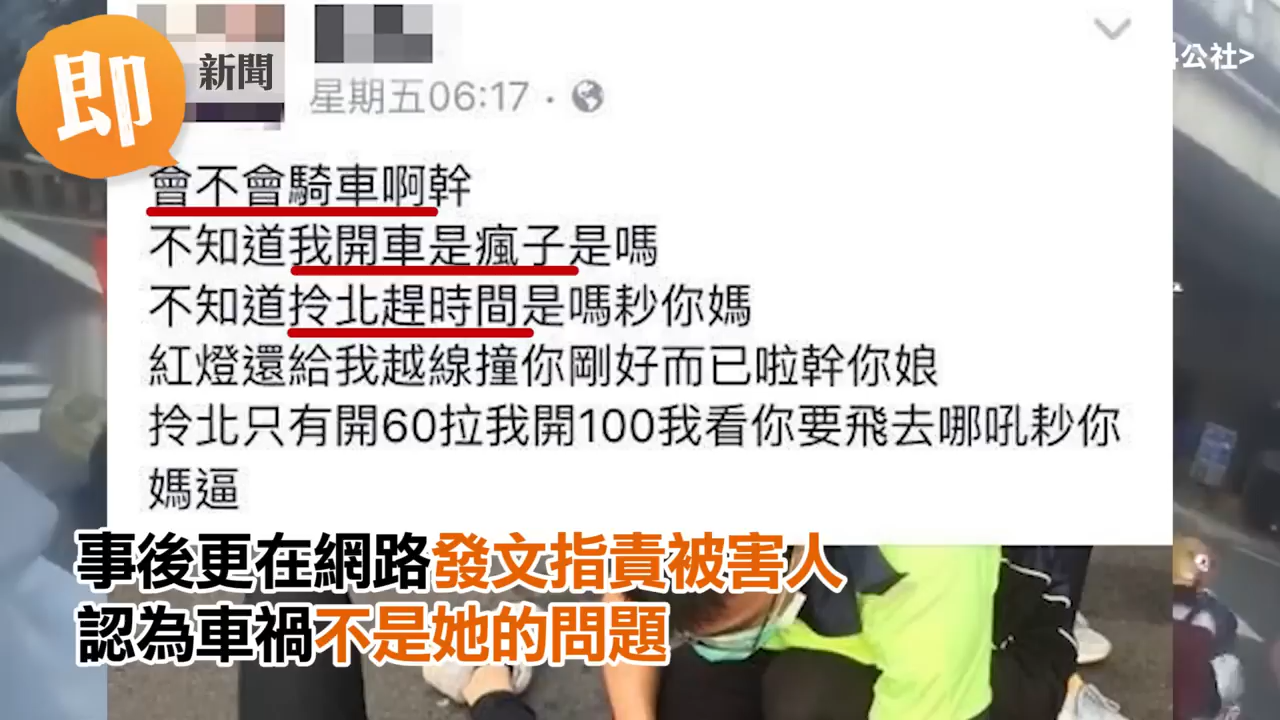 即
新聞
公社>
星期五06:17
會不會騎車啊幹
不知道我開車是瘋子是嗎
不知道拎北趕時間是嗎耖你媽
紅燈還給我越線撞你剛好而已啦幹你娘
拎北只有開60拉我開100我看你要飛去哪吼耖你
媽逼
事後更在網路發文指責被害人
認為車禍不是她的問題